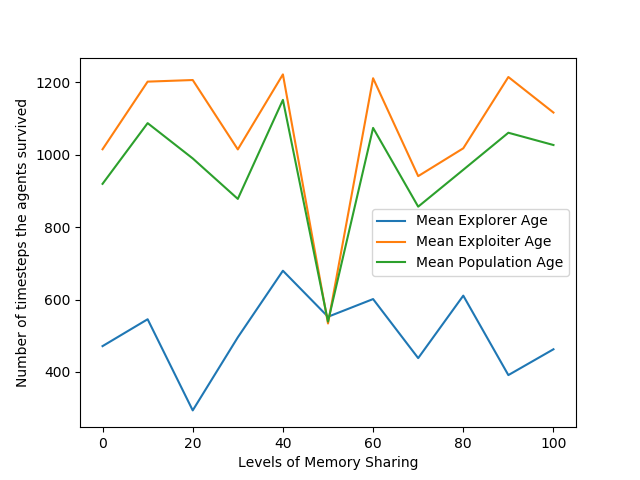 1200
1000
800
600
400
Number of timesteps the agents survived
Mean Explorer Age
Mean Exploiter Age
Mean Population Age
0 20 40 60 80 100
Levels of Memory Sharing